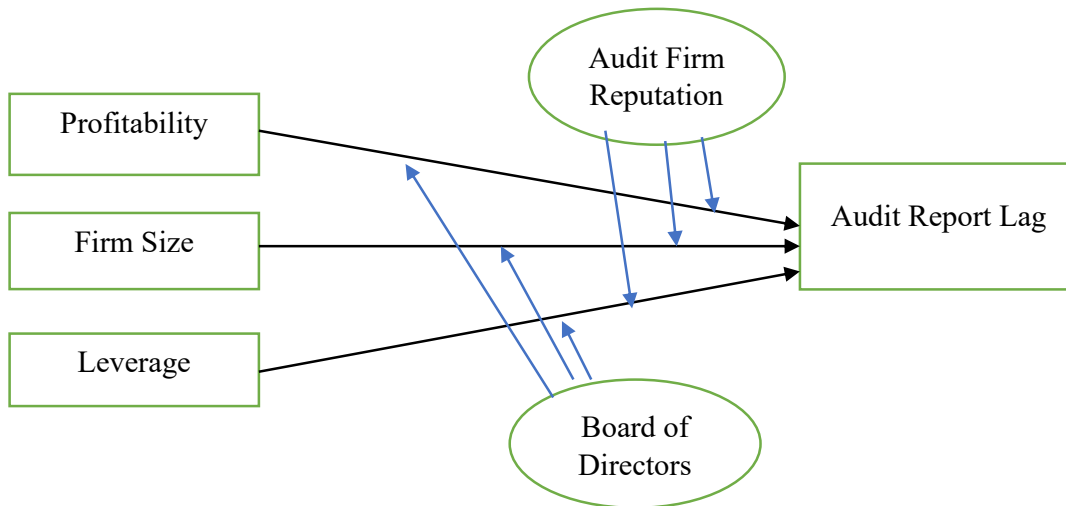 Audit Firm
Reputation
Profitability
Audit Report Lag
Firm Size
Leverage
Board of
Directors